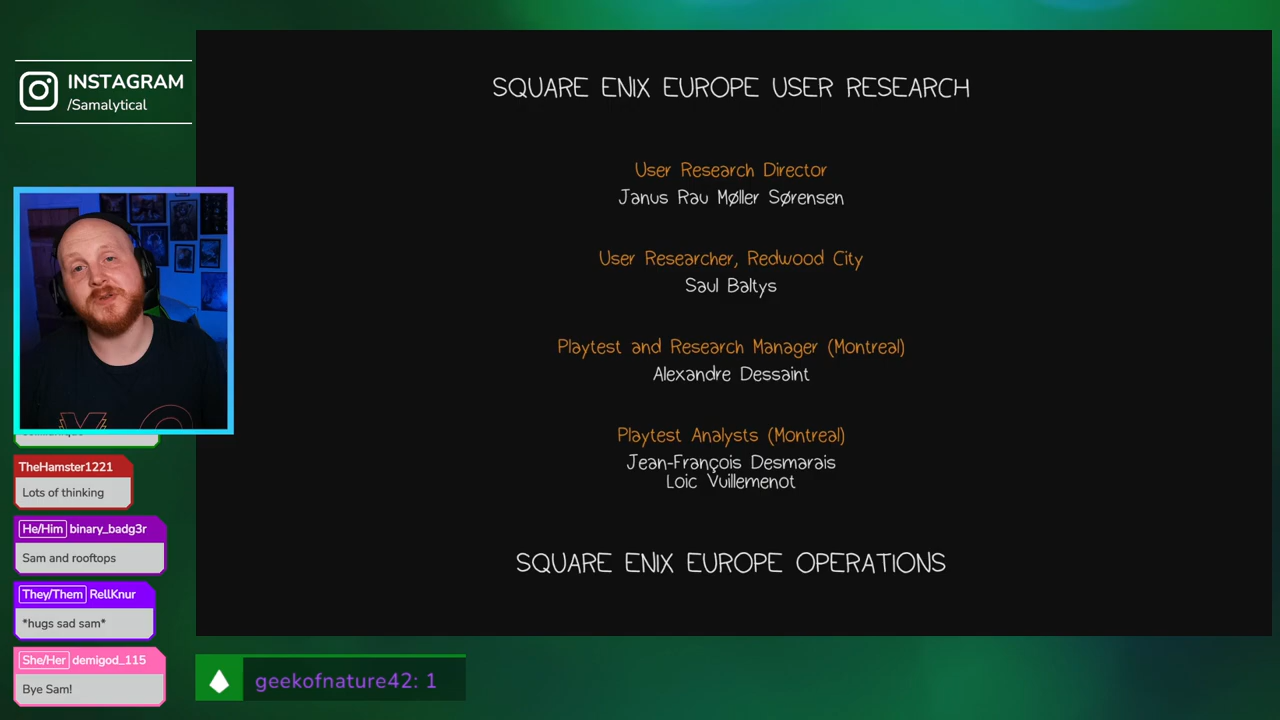 INSTAGRAM
/Samalytical
SQUARE ENIX EUROPE USER RESEARCH
User Research Director
Janus Rau Møller Sørensen
User Researcher, Redwood City
Saul Baltys
Playtest and Research Manager (Montreal)
Alexandre Dessaint
Playtest Analysts (Montreal)
Jean-François Desmarais
Loic Vuillemenot
SQUARE ENIX EUROPE OPERATIONS
TheHamster1221
Lots of thinking
He/Him binary_badg3r
Sam and rooftops
They/Them RellKnur
*hugs sad sam*
She/Her demigod_115
Bye Sam!
geekofnature42: 1